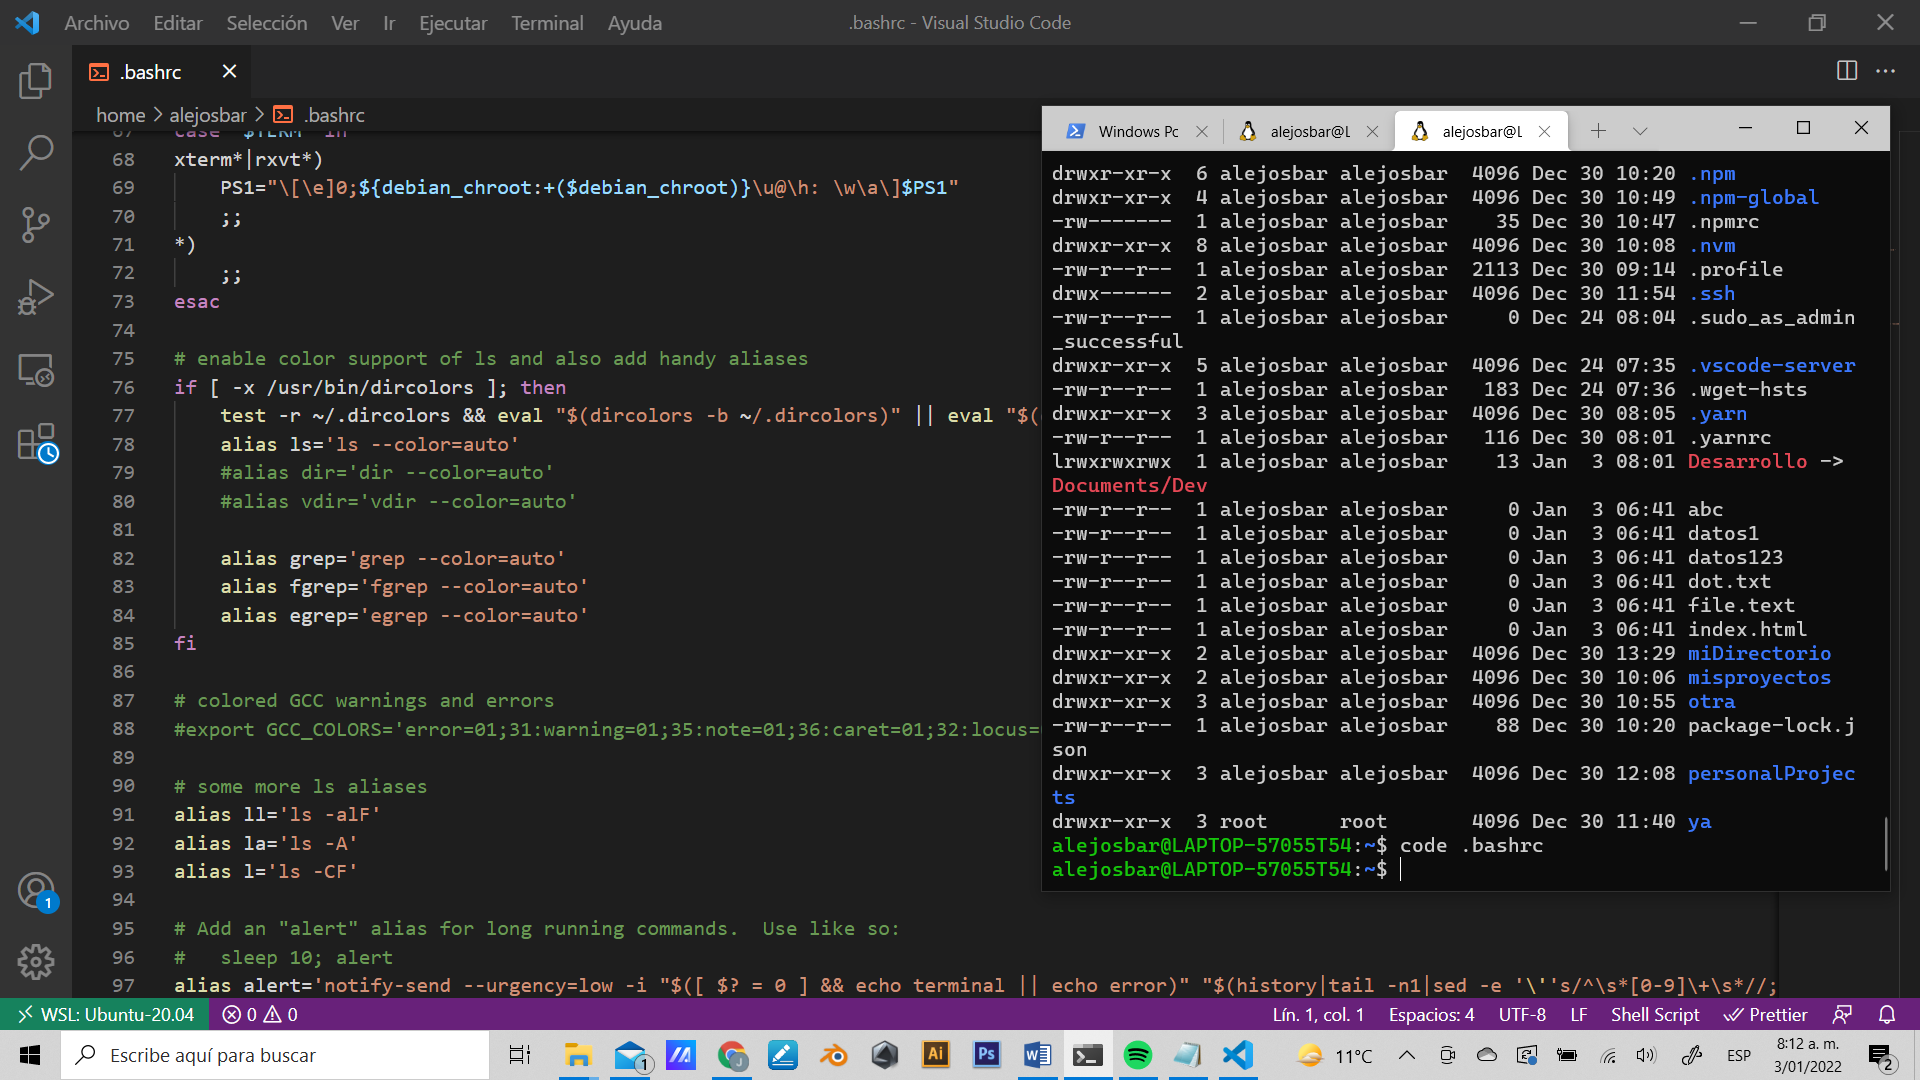 Archivo Editar Selección Ver Ir Ejecutar Terminal Ayuda
.bashrc - Visual Studio Code
.bashrc
home > alejosbar > .bashrc
67 case "$TERM" in
68 xterm*|rxvt*)
69     PS1="\[\e]0;${debian_chroot:+($debian_chroot)}\u@\h: \w\a\]$PS1"
70     ;;
71 *)
72     ;;
73 esac
74
75 # enable color support of ls and also add handy aliases
76 if [ -x /usr/bin/dircolors ]; then
77     test -r ~/.dircolors && eval "$(dircolors -b ~/.dircolors)" || eval "$(
78     alias ls='ls --color=auto'
79     #alias dir='dir --color=auto'
80     #alias vdir='vdir --color=auto'
81
82     alias grep='grep --color=auto'
83     alias fgrep='fgrep --color=auto'
84     alias egrep='egrep --color=auto'
85 fi
86
87 # colored GCC warnings and errors
88 #export GCC_COLORS='error=01;31:warning=01;35:note=01;36:caret=01;32:locus=
89
90 # some more ls aliases
91 alias ll='ls -alF'
92 alias la='ls -A'
93 alias l='ls -CF'
94
95 # Add an "alert" alias for long running commands.  Use like so:
96 #   sleep 10; alert
97 alias alert='notify-send --urgency=low -i "$([ $? = 0 ] && echo terminal || echo error)" "$(history|tail -n1|sed -e '\''s/^\s*[0-9]\+\s*//;
Windows Pc
alejosbar@L
alejosbar@L
drwxr-xr-x  6 alejosbar alejosbar  4096 Dec 30 10:20 .npm
drwxr-xr-x  4 alejosbar alejosbar  4096 Dec 30 10:49 .npm-global
-rw-------  1 alejosbar alejosbar    35 Dec 30 10:47 .npmrc
drwxr-xr-x  8 alejosbar alejosbar  4096 Dec 30 10:08 .nvm
-rw-r--r--  1 alejosbar alejosbar  2113 Dec 30 09:14 .profile
drwx------  2 alejosbar alejosbar  4096 Dec 30 11:54 .ssh
-rw-r--r--  1 alejosbar alejosbar     0 Dec 24 08:04 .sudo_as_admin
_successful
drwxr-xr-x  5 alejosbar alejosbar  4096 Dec 24 07:35 .vscode-server
-rw-r--r--  1 alejosbar alejosbar   183 Dec 24 07:36 .wget-hsts
drwxr-xr-x  3 alejosbar alejosbar  4096 Dec 30 08:05 .yarn
-rw-r--r--  1 alejosbar alejosbar   116 Dec 30 08:01 .yarnrc
lrwxrwxrwx  1 alejosbar alejosbar    13 Jan  3 08:01 Desarrollo ->
Documents/Dev
-rw-r--r--  1 alejosbar alejosbar     0 Jan  3 06:41 abc
-rw-r--r--  1 alejosbar alejosbar     0 Jan  3 06:41 datos1
-rw-r--r--  1 alejosbar alejosbar     0 Jan  3 06:41 datos123
-rw-r--r--  1 alejosbar alejosbar     0 Jan  3 06:41 dot.txt
-rw-r--r--  1 alejosbar alejosbar     0 Jan  3 06:41 file.text
-rw-r--r--  1 alejosbar alejosbar     0 Jan  3 06:41 index.html
drwxr-xr-x  2 alejosbar alejosbar  4096 Dec 30 13:29 miDirectorio
drwxr-xr-x  2 alejosbar alejosbar  4096 Dec 30 10:06 misproyectos
drwxr-xr-x  3 alejosbar alejosbar  4096 Dec 30 10:55 otra
-rw-r--r--  1 alejosbar alejosbar    88 Dec 30 10:20 package-lock.j
son
drwxr-xr-x  3 alejosbar alejosbar  4096 Dec 30 12:08 personalProjec
ts
drwxr-xr-x  3 root      root       4096 Dec 30 11:40 ya
alejosbar@LAPTOP-57055T54:~$ code .bashrc
alejosbar@LAPTOP-57055T54:~$
1
WSL: Ubuntu-20.04 0 0 Lín. 1, col. 1 Espacios: 4 UTF-8 LF Shell Script Prettier
Escribe aquí para buscar
1
Ai
Ps
11°C
ESP
8:12 a. m.
3/01/2022
2